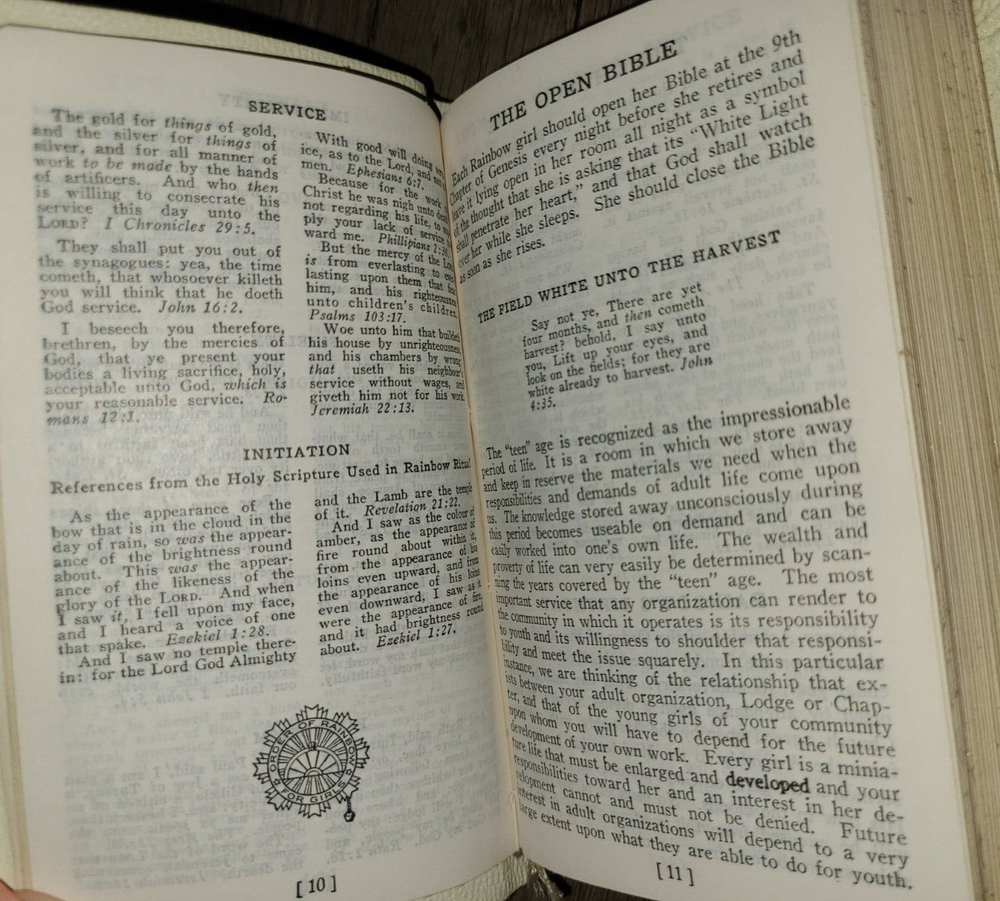 SERVICE
The gold for things of gold,
and the silver for things of
silver, and for all manner of
work to be made by the hands
of artificers. And who then
is willing to consecrate his
service this day unto the
LORD? I Chronicles 29:5.
They shall put you out of
the synagogues: yea, the time
cometh, that whosoever killeth
you will think that he doeth
God service. John 16:2.
I beseech you therefore,
brethren, by the mercies of
God, that ye present your
bodies a living sacrifice, holy,
acceptable unto God, which is
your reasonable service. Ro-
mans 12:1.
With good will doing
ice, as to the Lord, and
men. Ephesians 6:7.
Because for the work
Christ he was nigh unto
not regarding his life, to
ply your lack of service
ward me. Phillipians 2:
But the mercy of the
is from everlasting to
lasting upon them that
him, and his righteous
unto children's children.
Psalms 103:17.
Woe unto him that
his house by unrighteousness
and his chambers by wrong,
that useth his neighbour
service without wages, and
giveth him not for his work.
Jeremiah 22:13.
INITIATION
References from the Holy Scripture Used in Rainbow Ritual
As the appearance of the
bow that is in the cloud in the
day of rain, so was the appear-
ance of the brightness round
about. This was the appear-
ance of the likeness of the
glory of the LORD. And when
I saw it, I fell upon my face,
and I heard a voice of one
that spake. Ezekiel 1:28.
And I saw no temple there-
in: for the Lord God Almighty
and the Lamb are the temple
of it. Revelation 21:22.
And I saw as the colour of
amber, as the appearance of
fire round about within it,
from the appearance of his
loins even upward, and from
the appearance of his loins
even downward, I saw as it
were the appearance of fire,
and it had brightness round
about. Ezekiel 1:27.
ORDER OF RAINBOW
FOR GIRLS
[10]
THE OPEN BIBLE
Each Rainbow girl should open her Bible at the 9th
Chapter of Genesis every night before she retires and
leave it lying open in her room all night as a symbol
of the thought that she is asking that its "White Light
shall penetrate her heart," and that God shall watch
over her while she sleeps. She should close the Bible
as soon as she rises.
THE FIELD WHITE UNTO THE HARVEST
Say not ye, There are yet
four months, and then cometh
harvest? behold, I say unto
you, Lift up your eyes, and
look on the fields; for they are
white already to harvest. John
4:35.
The "teen" age is recognized as the impressionable
period of life. It is a room in which we store away
and keep in reserve the materials we need when the
responsibilities and demands of adult life come upon
us. The knowledge stored away unconsciously during
this period becomes useable on demand and can be
easily worked into one's own life. The wealth and
poverty of life can very easily be determined by scan-
ning the years covered by the "teen" age. The most
important service that any organization can render to
the community in which it operates is its responsibility
to youth and its willingness to shoulder that responsi-
bility and meet the issue squarely. In this particular
instance, we are thinking of the relationship that ex-
ists between your adult organization, Lodge or Chap-
ter, and that of the young girls of your community
upon whom you will have to depend for the future
development of your own work. Every girl is a minia-
ture life that must be enlarged and developed and your
responsibilities toward her and an interest in her de-
velopment cannot and must not be denied. Future
interest in adult organizations will depend to a very
large extent upon what they are able to do for youth.
[11]